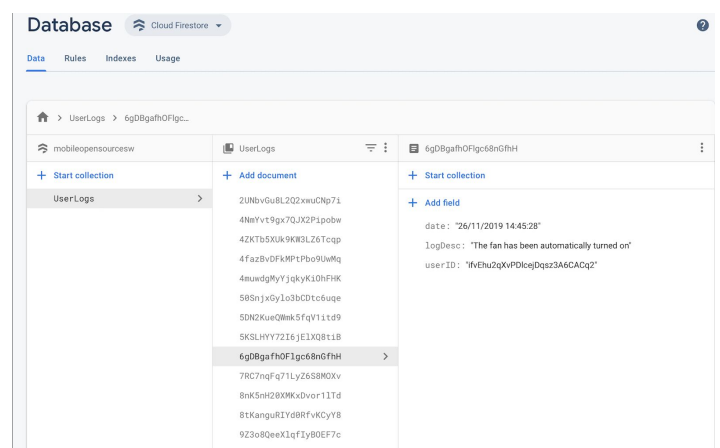 Database Cloud Firestore
Data Rules Indexes Usage
UserLogs > 6gDBgafhOFlgc...
mobileopensourcesw
Start collection
UserLogs
UserLogs
Add document
2UNbvGu8L2Q2xwuCNp7i
4NmYvt9gx7QJX2Pipobw
4ZKTb5XUk9KW3LZ6Tcqp
4fazBvDFkMPtPbo9UwMq
4muwdgMyYjqkyKiOhFHK
50SnjxGylo3bCDtc6uqe
5DN2KueQWmk5fqV1itd9
5KSLHYY72I6jElXQ8tiB
6gDBgafhOFlgc68nGfhH
7RC7nqFq71LyZ6S8MOXv
8nK5nH20XMKxDvor1lTd
8tKanguRIYd0RfvKCyY8
9Z3o8QeeXlqfIyBOEF7c
6gDBgafhOFlgc68nGfhH
Start collection
Add field
date: "26/11/2019 14:45:28"
logDesc: "The fan has been automatically turned on"
userID: "ifvEhu2qXvPDlcejDqsz3A6CACq2"